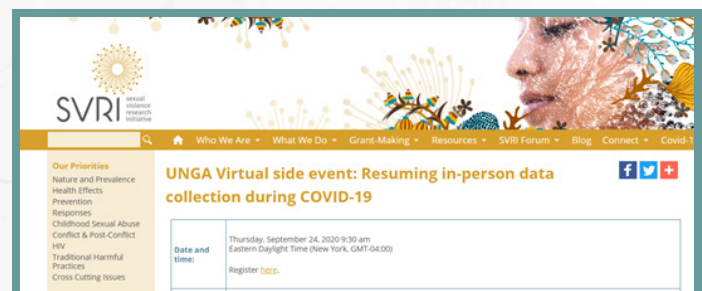 SVRI sexual
violence
research
initiative
Who We Are What We Do Grant-Making Resources SVRI Forum Blog Connect Covid-1
Our Priorities
Nature and Prevalence
Health Effects
Prevention
Responses
Childhood Sexual Abuse
Conflict & Post-Conflict
HIV
Traditional Harmful
Practices
Cross Cutting Issues
UNGA Virtual side event: Resuming in-person data
collection during COVID-19
Date and
time:
Thursday, September 24, 2020 9:30 am
Eastern Daylight Time (New York, GMT-04:00)
Register here.